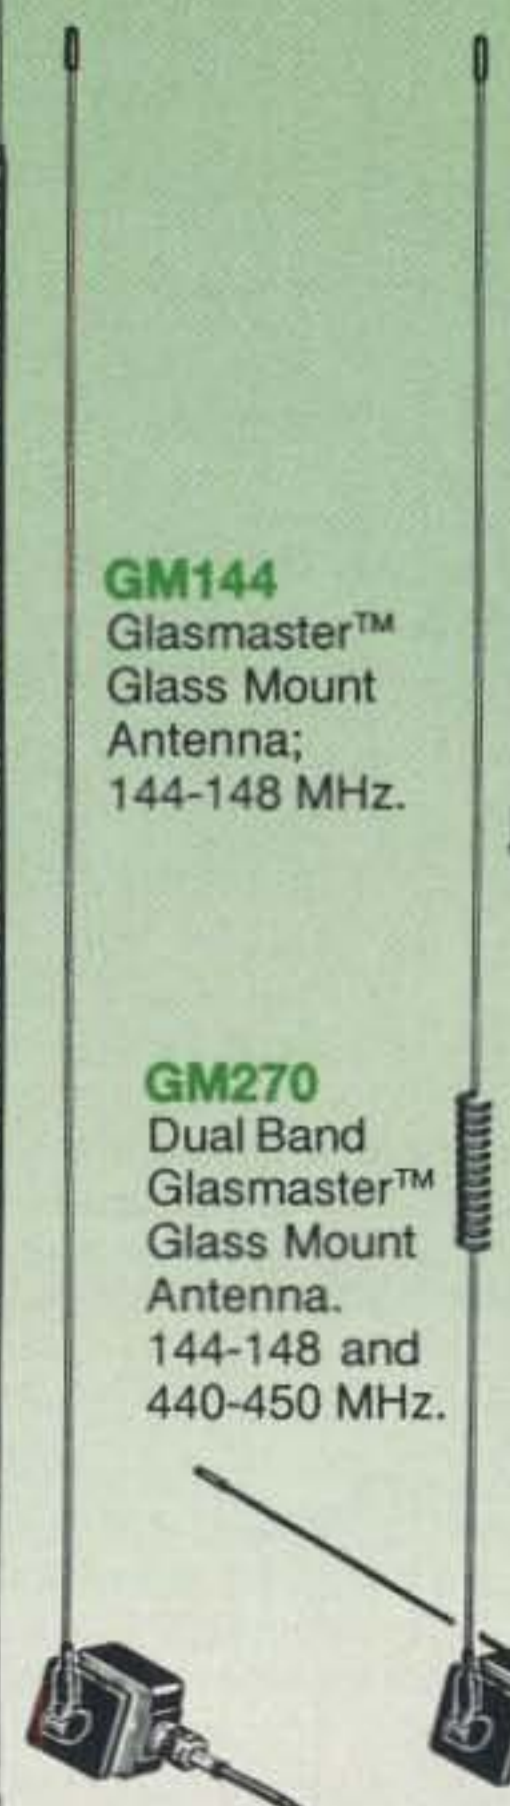 GM144
Glasmaster™
Glass Mount
Antenna;
144-148 MHz.
GM270
Dual Band
Glasmaster™
Glass Mount
Antenna.
144-148 and
440-450 MHz.